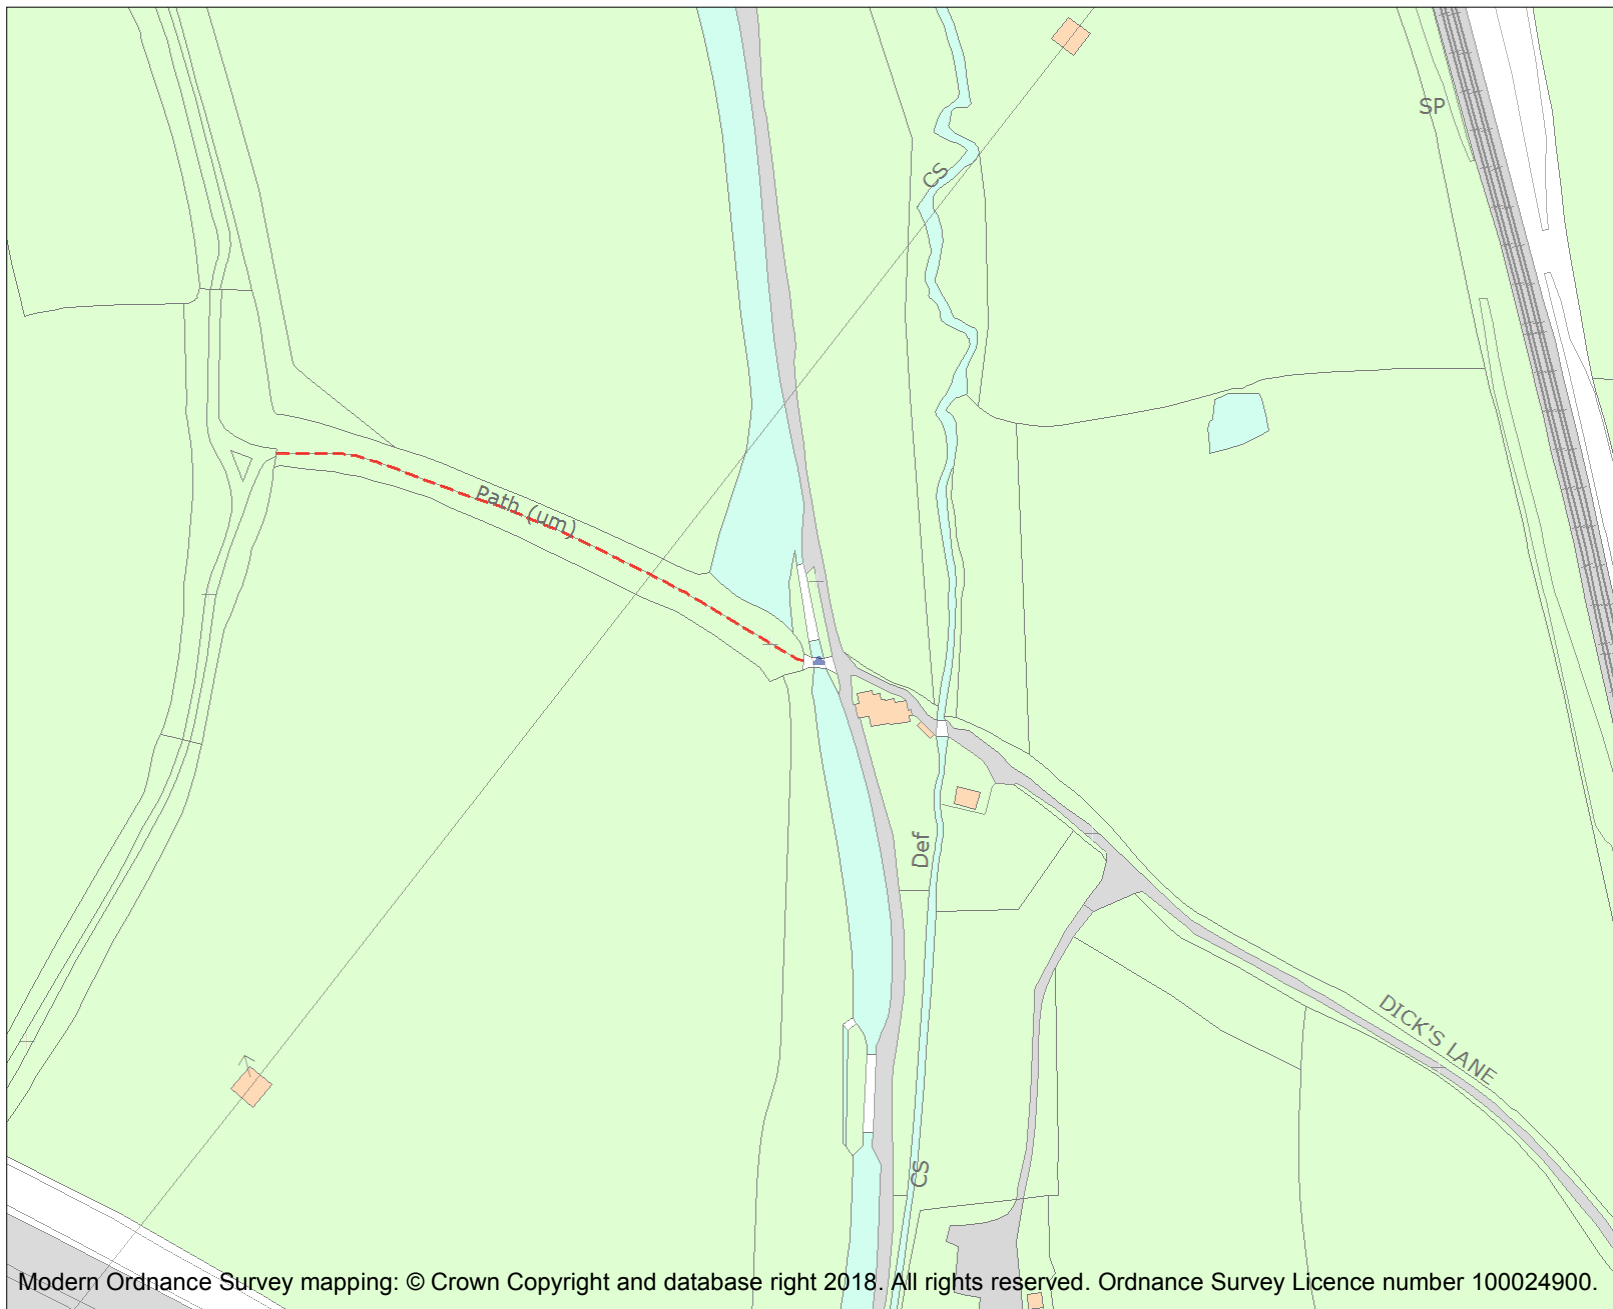 SP
CS
Path (um)
Def
DICK'S LANE
CS
Modern Ordnance Survey mapping: © Crown Copyright and database right 2018. All rights reserved. Ordnance Survey Licence number 100024900.